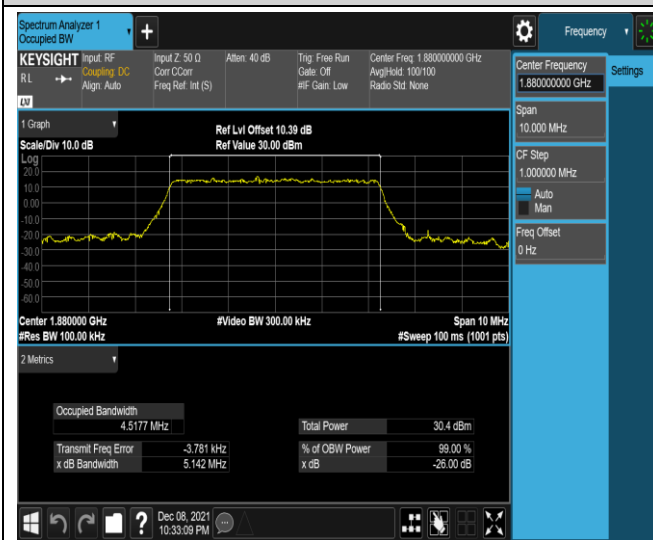 Spectrum Analyzer 1
Occupied BW
+
Frequency
KEYSIGHT Input: RF Input Z: 50 Ω Atten: 40 dB Trig: Free Run Center Freq: 1.880000000 GHz
RL Coupling: DC Corr CCorr Gate: Off Avg|Hold: 100/100
Align: Auto Freq Ref: Int (S) #IF Gain: Low Radio Std: None
LXI
Center Frequency
1.880000000 GHz
Settings
Span
10.000 MHz
CF Step
1.000000 MHz
Auto
Man
Freq Offset
0 Hz
1 Graph
Ref Lvl Offset 10.39 dB
Scale/Div 10.0 dB Ref Value 30.00 dBm
Log
20.0
10.0
0.00
-10.0
-20.0
-30.0
-40.0
-50.0
-60.0
Center 1.880000 GHz #Video BW 300.00 kHz Span 10 MHz
#Res BW 100.00 kHz #Sweep 100 ms (1001 pts)
2 Metrics
Occupied Bandwidth
4.5177 MHz Total Power 30.4 dBm
Transmit Freq Error -3.781 kHz % of OBW Power 99.00 %
x dB Bandwidth 5.142 MHz x dB -26.00 dB
? Dec 08, 2021
10:33:09 PM